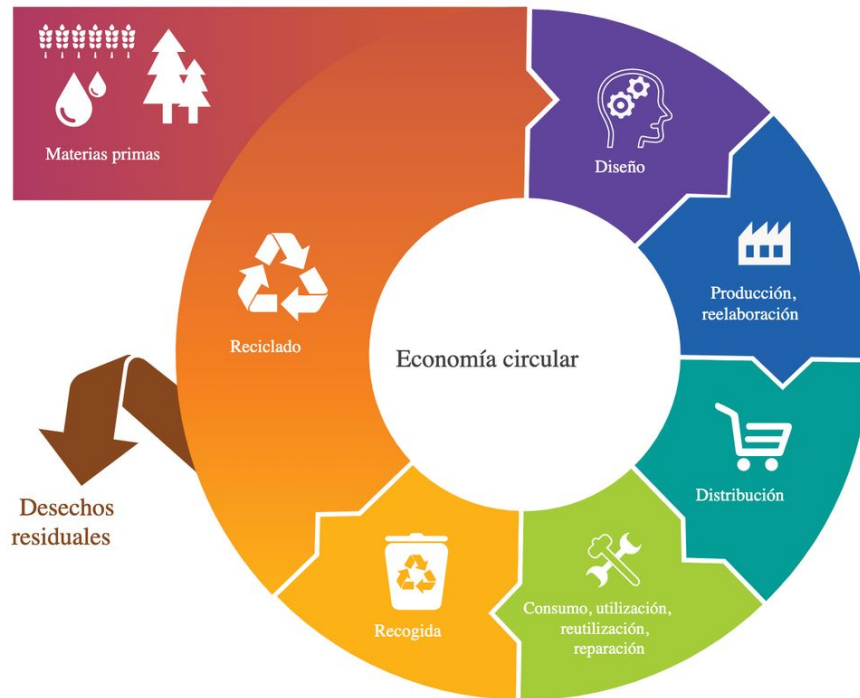 Materias primas
Diseño
Producción,
reelaboración
Distribución
Consumo, utilización,
reutilización,
reparación
Recogida
Reciclado
Desechos
residuales
Economía circular